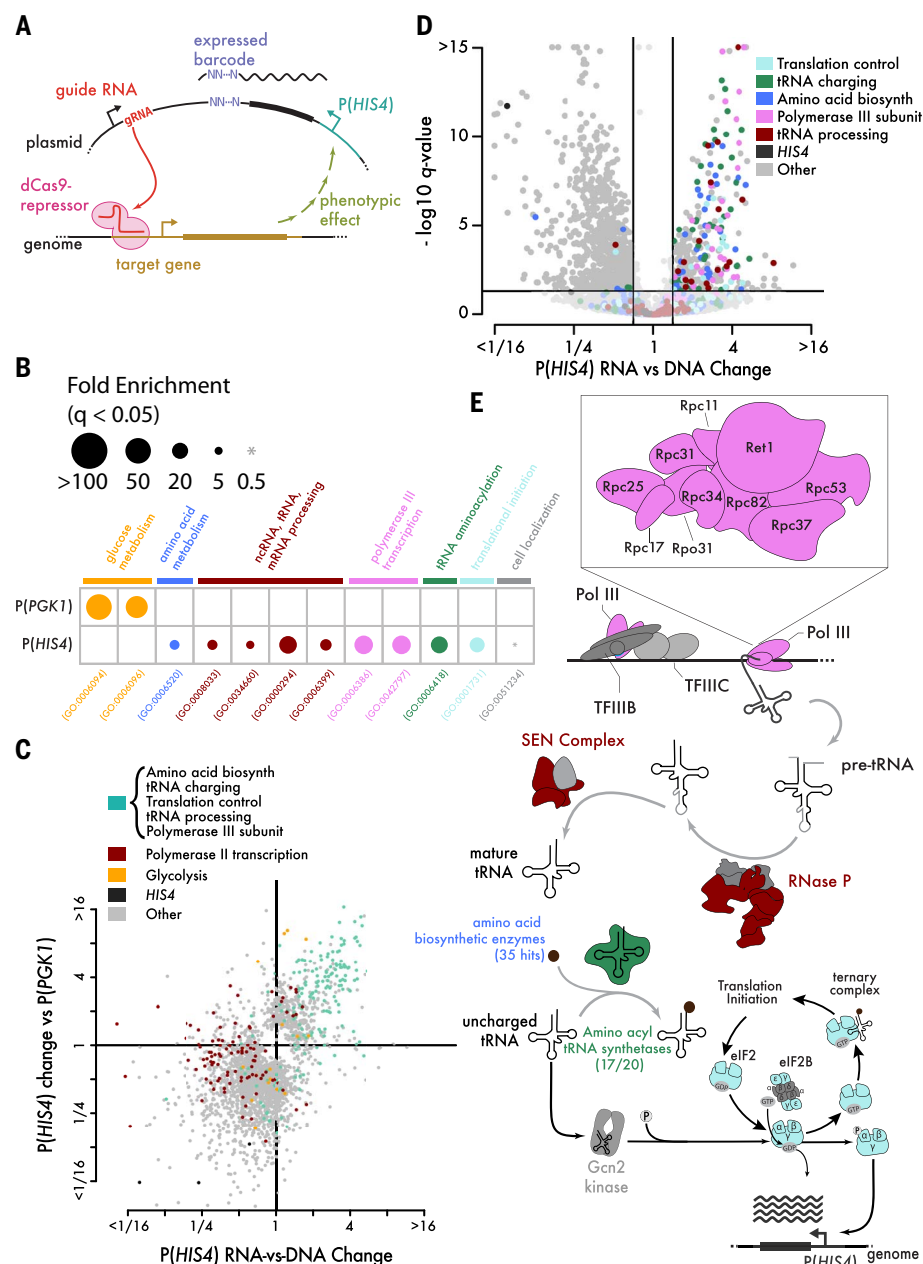 A
expressed
barcode
NN···N
guide RNA
gRNA
NN···N
P(HIS4)
plasmid
dCas9-
repressor
phenotypic
effect
genome
target gene
B
Fold Enrichment
(q < 0.05)
>100
50
20
5
0.5
glucose
metabolism
amino acid
metabolism
ncRNA, tRNA,
mRNA processing
polymerase III
transcription
tRNA aminoacylation
translational initiation
cell localization
P(PGK1)
P(HIS4)
*
(GO:0006094)
(GO:0006096)
(GO:0006520)
(GO:0008033)
(GO:0034660)
(GO:0000294)
(GO:0006399)
(GO:0006386)
(GO:0042797)
(GO:0006418)
(GO:0001731)
(GO:0051234)
C
Amino acid biosynth
tRNA charging
Translation control
tRNA processing
Polymerase III subunit
Polymerase II transcription
Glycolysis
HIS4
Other
P(HIS4) change vs P(PGK1)
>16
4
1
1/4
<1/16
<1/16
1/4
1
4
>16
P(HIS4) RNA-vs-DNA Change
D
- log10 q-value
>15
10
5
0
Translation control
tRNA charging
Amino acid biosynth
Polymerase III subunit
tRNA processing
HIS4
Other
<1/16
1/4
1
4
>16
P(HIS4) RNA vs DNA Change
E
Rpc11
Ret1
Rpc31
Rpc25
Rpc34
Rpc82
Rpc53
Rpc37
Rpc17
Rpo31
Pol III
Pol III
TFIIIB
TFIIIC
SEN Complex
pre-tRNA
mature
tRNA
RNase P
amino acid
biosynthetic enzymes
(35 hits)
Translation
Initiation
ternary
complex
uncharged
tRNA
Amino acyl
tRNA synthetases
(17/20)
GTP
eIF2
GDP
eIF2B
α
ε
γ
β
δ
β
δ
α
γ
ε
GTP
GTP
P
α
β
γ
GDP
P
α
β
γ
Gcn2
kinase
P(HIS4)
genome